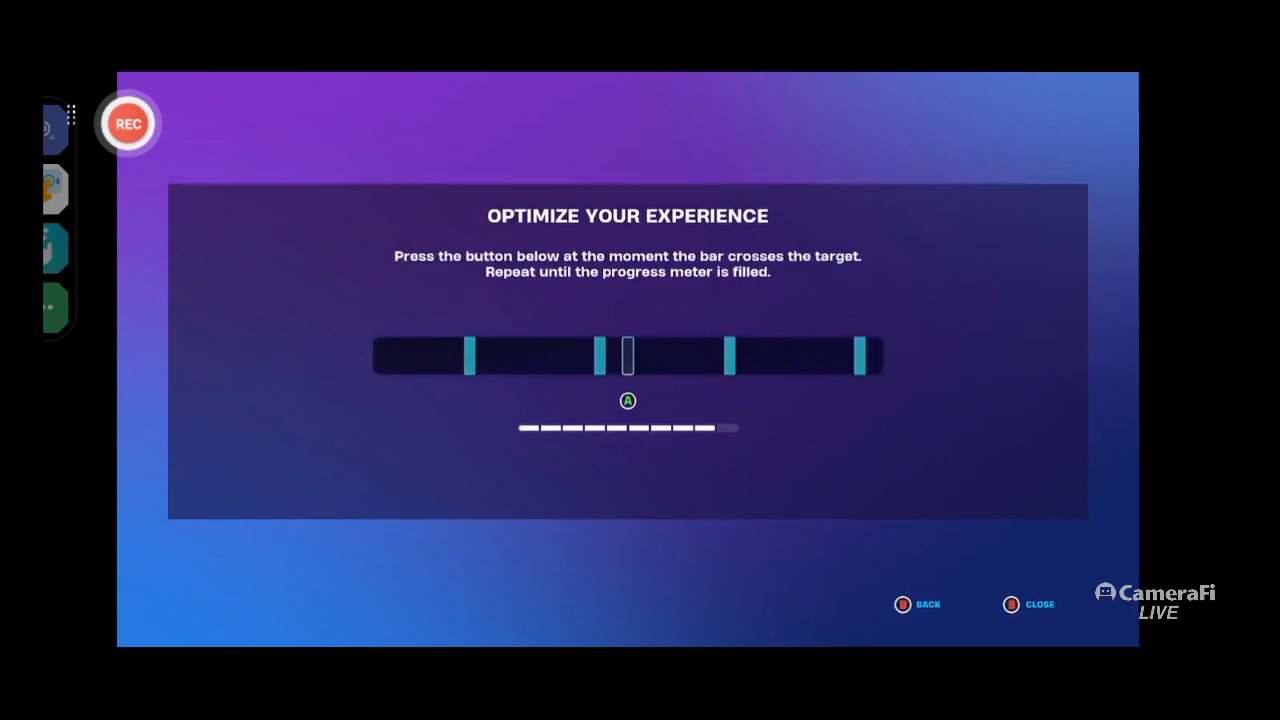 REC
OPTIMIZE YOUR EXPERIENCE
Press the button below at the moment the bar crosses the target.
Repeat until the progress meter is filled.
A
B BACK
B CLOSE
CameraFi
LIVE